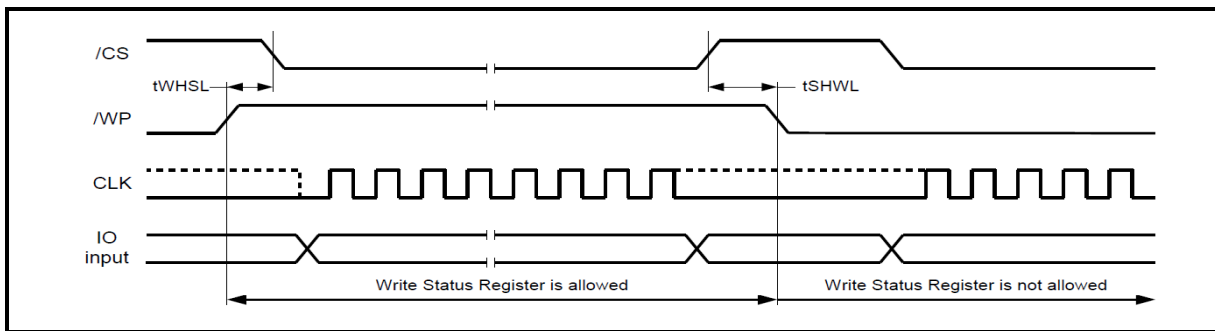 /CS
tWHSL
tSHWL
/WP
CLK
IO
input
Write Status Register is allowed
Write Status Register is not allowed